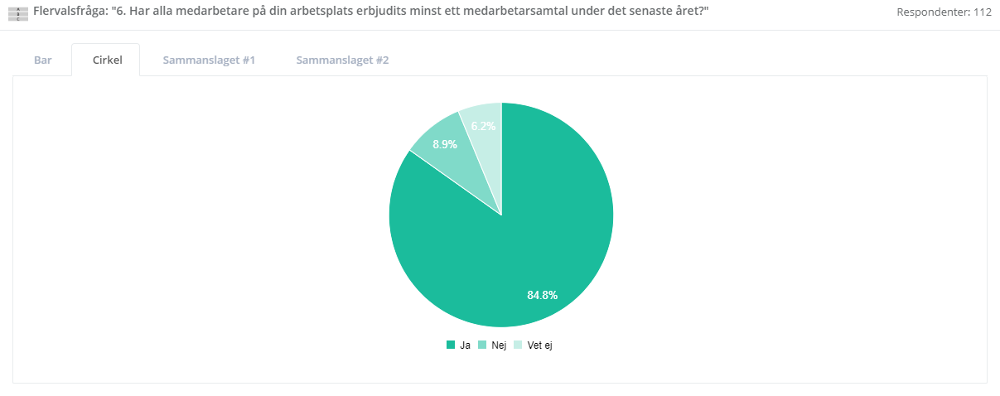 Flervalsfråga: "6. Har alla medarbetare på din arbetsplats erbjudits minst ett medarbetarsamtal under det senaste året?" Respondenter: 112
Bar Cirkel Sammanslaget #1 Sammanslaget #2
6.2%
8.9%
84.8%
Ja Nej Vet ej